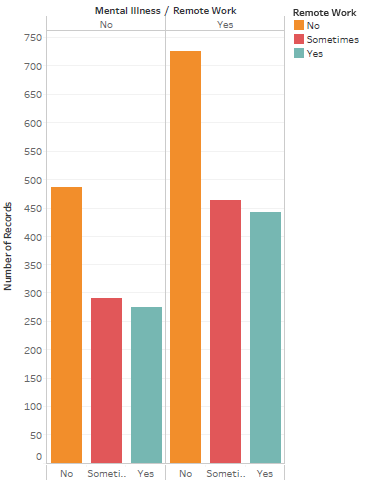 Mental Illness / Remote Work
No Yes
Remote Work
No
Sometimes
Yes
Number of Records
750
700
650
600
550
500
450
400
350
300
250
200
150
100
50
0
No Someti.. Yes No Someti.. Yes